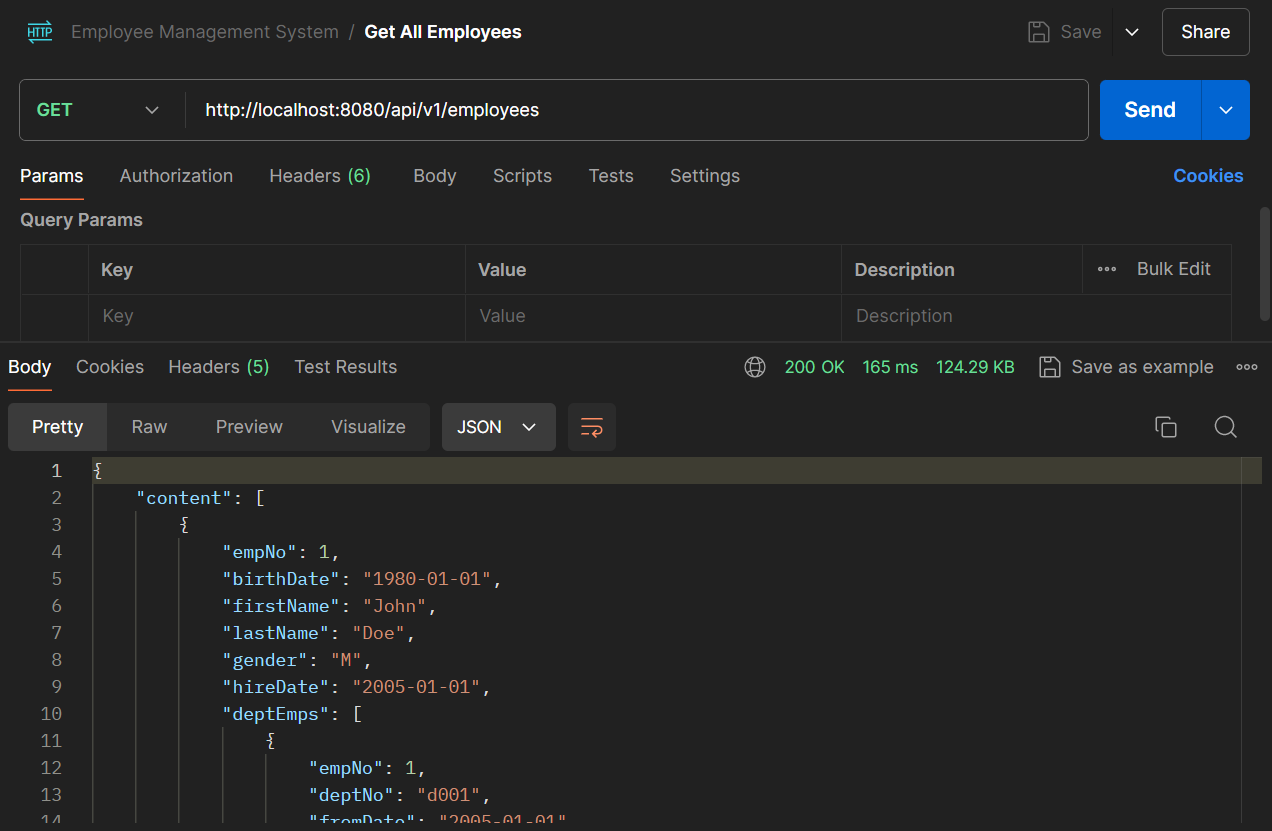 HTTP Employee Management System / Get All Employees Save Share
GET http://localhost:8080/api/v1/employees Send
Params Authorization Headers (6) Body Scripts Tests Settings Cookies
Query Params
Key Value Description ••• Bulk Edit
Key Value Description
Body Cookies Headers (5) Test Results 200 OK 165 ms 124.29 KB Save as example •••
Pretty Raw Preview Visualize JSON
1 {
2 "content": [
3 {
4 "empNo": 1,
5 "birthDate": "1980-01-01",
6 "firstName": "John",
7 "lastName": "Doe",
8 "gender": "M",
9 "hireDate": "2005-01-01",
10 "deptEmps": [
11 {
12 "empNo": 1,
13 "deptNo": "d001",
14 "fromDate": "2005-01-01"